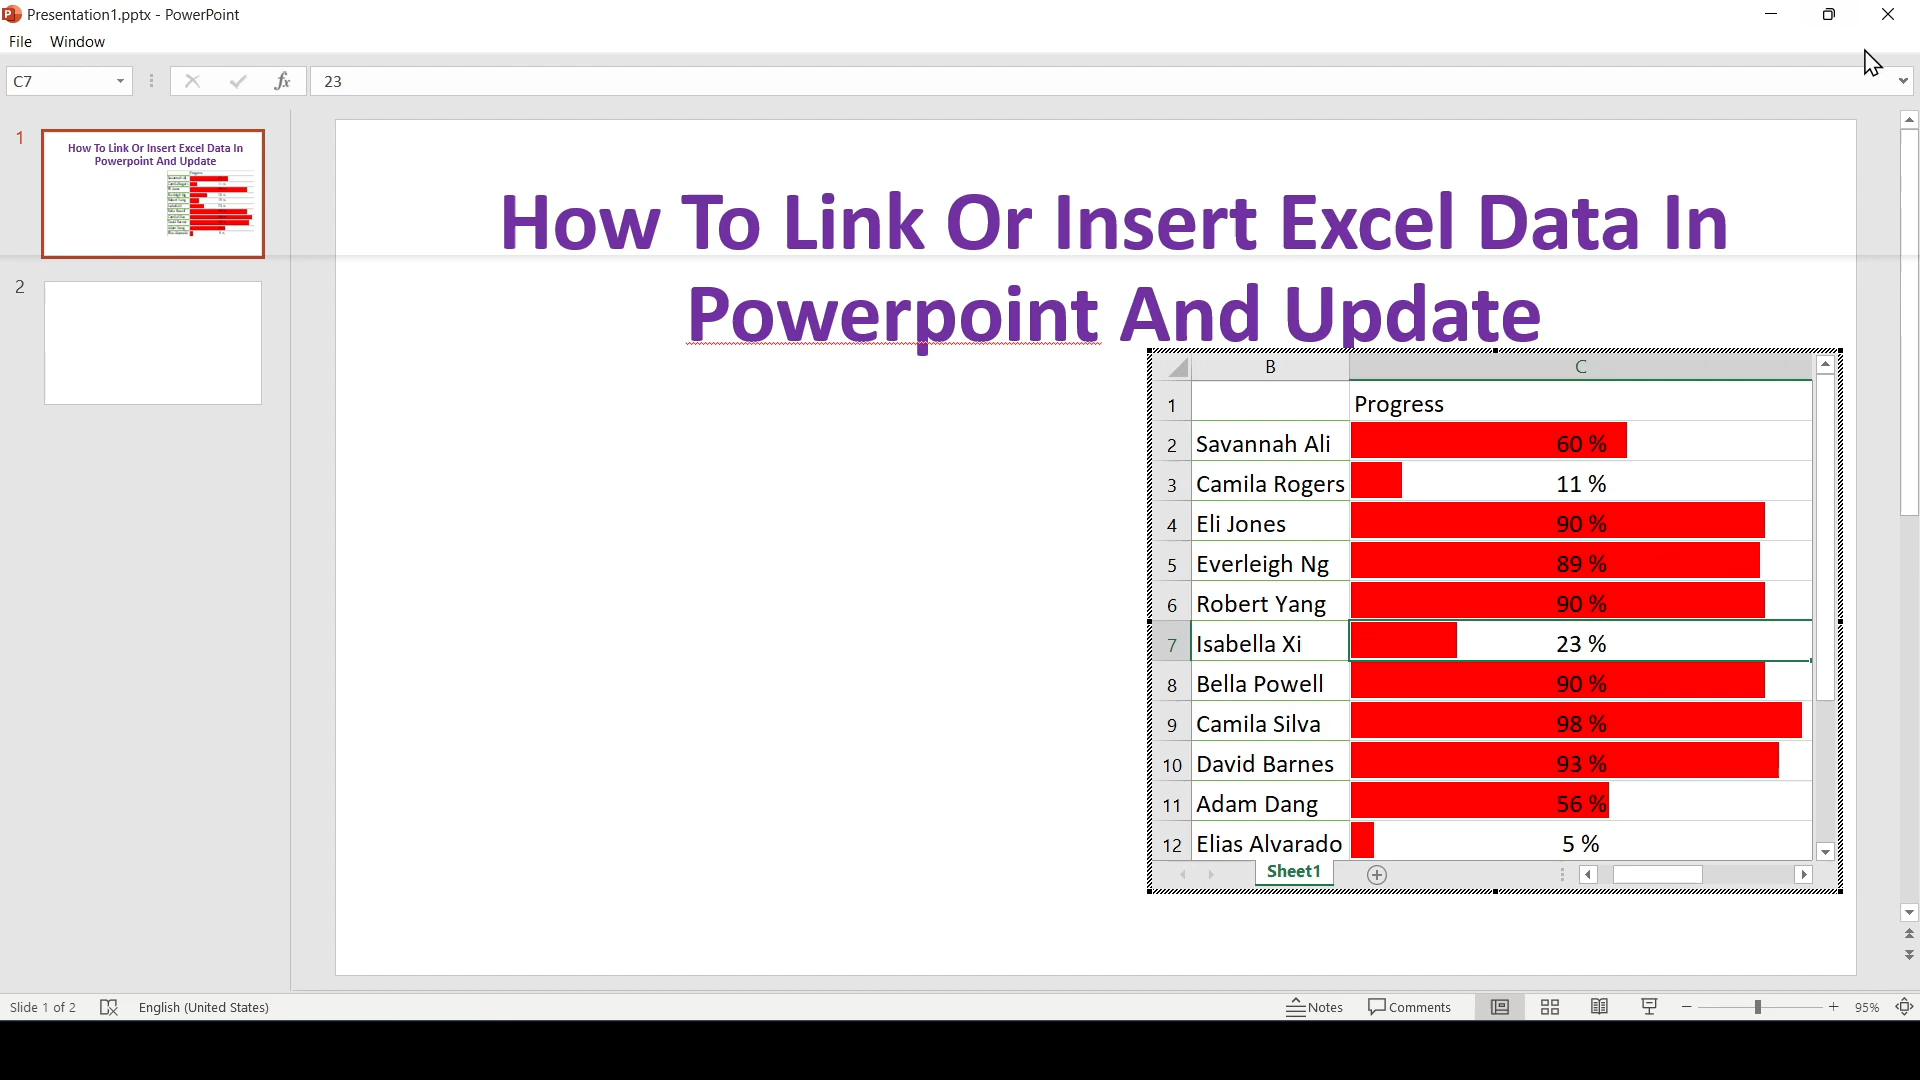 Presentation1.pptx - PowerPoint
File Window
C7 fx 23
1
How To Link Or Insert Excel Data In
Powerpoint And Update
2
How To Link Or Insert Excel Data In
Powerpoint And Update
B C
1 Progress
2 Savannah Ali 60 %
3 Camila Rogers 11 %
4 Eli Jones 90 %
5 Everleigh Ng 89 %
6 Robert Yang 90 %
7 Isabella Xi 23 %
8 Bella Powell 90 %
9 Camila Silva 98 %
10 David Barnes 93 %
11 Adam Dang 56 %
12 Elias Alvarado 5 %
Sheet1
Slide 1 of 2 English (United States) Notes Comments 95%